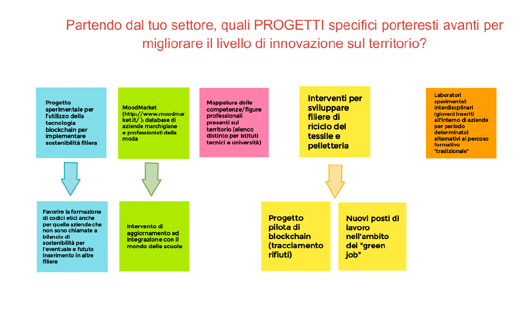 Partendo dal tuo settore, quali PROGETTI specifici porteresti avanti per
migliorare il livello di innovazione sul territorio?
Progetto
sperimentale per
l'utilizzo della
tecnologia
blockchain per
implementare
sostenibilità filiera
MoodMarket
(http://www.moodmar
ket.it/ ): database di
aziende marchigiane
e professionisti della
moda
Mappatura delle
competenze/ figure
professionali
presenti sul
territorio (elenco
distinto per istituti
tecnici e università)
Interventi per
sviluppare
filiere di
riciclo del
tessile e
pelletteria
Laboratori
sperimentali
interdisciplinari
(giovani inseriti
all'interno di aziende
per periodo
determinato)
alternativi al percoso
formativo
"tradizionale"
Favorire la formazione
di codici etici anche
per quelle aziende che
non sono chiamate a
bilancio di
sostenibilità per
l'eventuale e fututo
inserimento in altre
filiere
Intervento di
aggiornamento ed
integrazione con il
mondo delle scuole
Progetto
pilota di
blockchain
(tracciamento
rifiuti)
Nuovi posti di
lavoro
nell'ambito
dei "green
job"